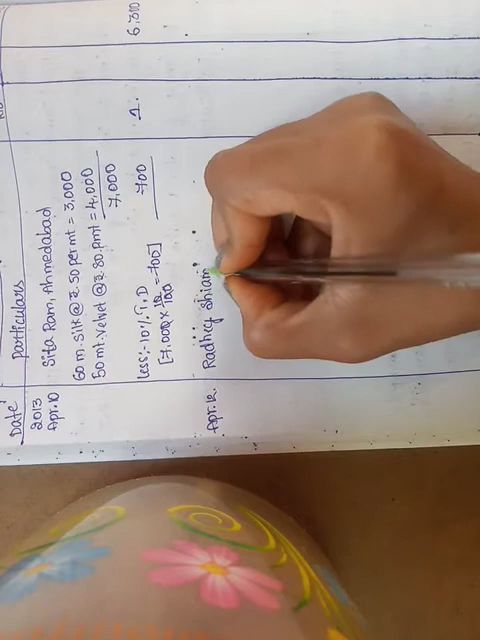 Date Particulars
2013 Sita Ram, Ahmedabad
Apr.10
60 m.Silk @ ₹.50 per mt = 3,000
50 mt.Velvet @ ₹.80.pmt = 4,000
7,000
less:-10% T.D 700 1. 6,300
[7,000 × 10/100 = 700]
Apr.12. Radhey Shiam